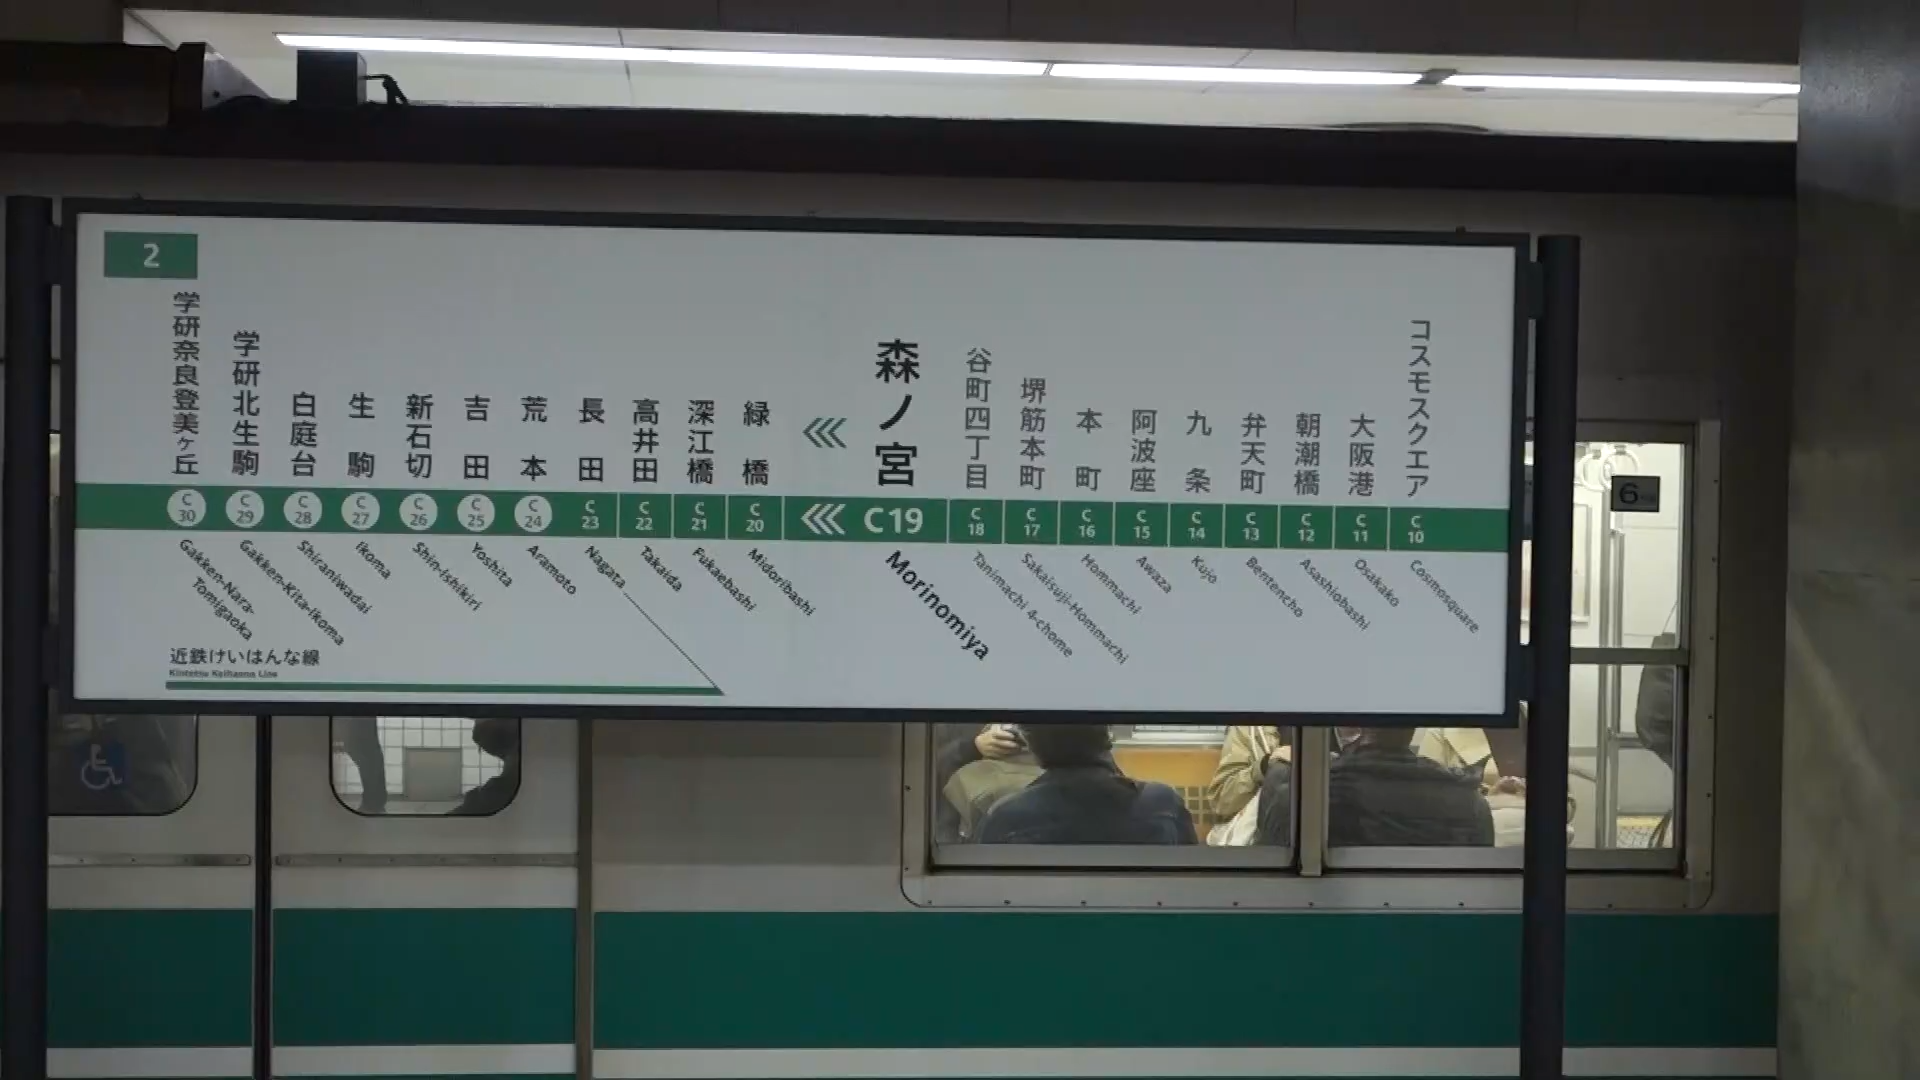 2
学研奈良登美ヶ丘
学研北生駒
白庭台
生駒
新石切
吉田
荒本
長田
高井田
深江橋
緑橋
森ノ宮
谷町四丁目
堺筋本町
本町
阿波座
九条
弁天町
朝潮橋
大阪港
コスモスクエア
C30
C29
C28
C27
C26
C25
C24
C23
C22
C21
C20
C19
C18
C17
C16
C15
C14
C13
C12
C11
C10
Gakken-Nara-Tomigaoka
Gakken-Kita-Ikoma
Shiraniwadai
Ikoma
Shin-Ishikiri
Yoshita
Aramoto
Nagata
Takaida
Fukaebashi
Midoribashi
Morinomiya
Tanimachi 4-chome
Sakaisuji-Hommachi
Hommachi
Awaza
Kujo
Bentencho
Asashiobashi
Osakako
Cosmosquare
近鉄けいはんな線
Kintetsu Keihanna Line
6